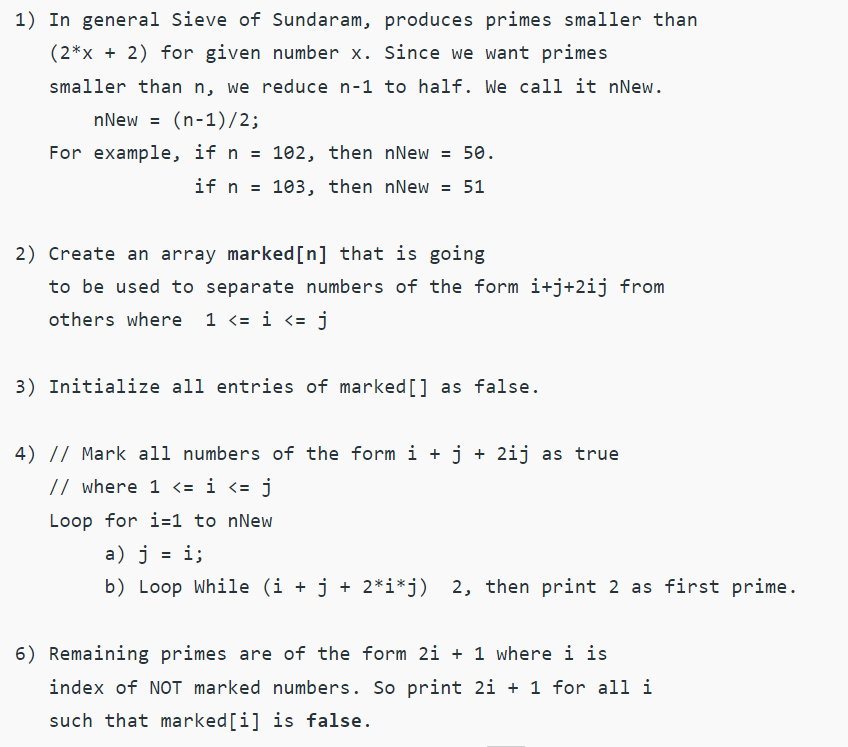 1) In general Sieve of Sundaram, produces primes smaller than
(2*x + 2) for given number x. Since we want primes
smaller than n, we reduce n-1 to half. We call it nNew.
nNew = (n-1)/2;
For example, if n = 102, then nNew = 50.
if n = 103, then nNew = 51
2) Create an array marked[n] that is going
to be used to separate numbers of the form i+j+2ij from
others where  1 <= i <= j
3) Initialize all entries of marked[] as false.
4) // Mark all numbers of the form i + j + 2ij as true
// where 1 <= i <= j
Loop for i=1 to nNew
a) j = i;
b) Loop While (i + j + 2*i*j)  2, then print 2 as first prime.
6) Remaining primes are of the form 2i + 1 where i is
index of NOT marked numbers. So print 2i + 1 for all i
such that marked[i] is false.